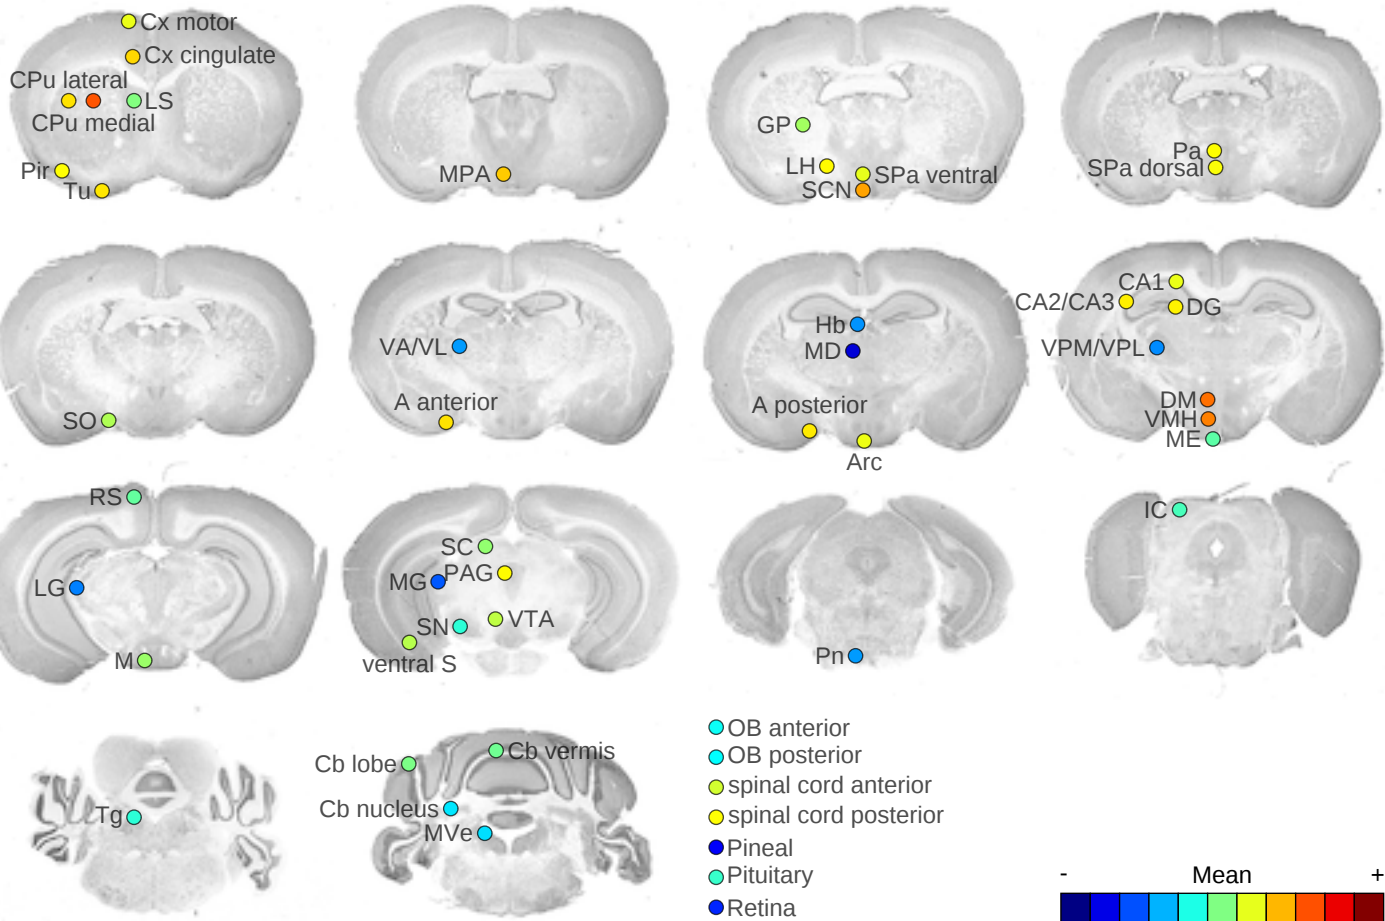 Cx motor
Cx cingulate
CPu lateral
LS
CPu medial
Pir
Tu
MPA
GP
LH
SPa ventral
SCN
Pa
SPa dorsal
SO
VA/VL
A anterior
Hb
MD
A posterior
Arc
CA1
CA2/CA3
DG
VPM/VPL
DM
VMH
ME
RS
LG
M
SC
MG
PAG
SN
VTA
ventral S
Pn
IC
Tg
Cb lobe
Cb vermis
Cb nucleus
MVe
OB anterior
OB posterior
spinal cord anterior
spinal cord posterior
Pineal
Pituitary
Retina
- Mean +